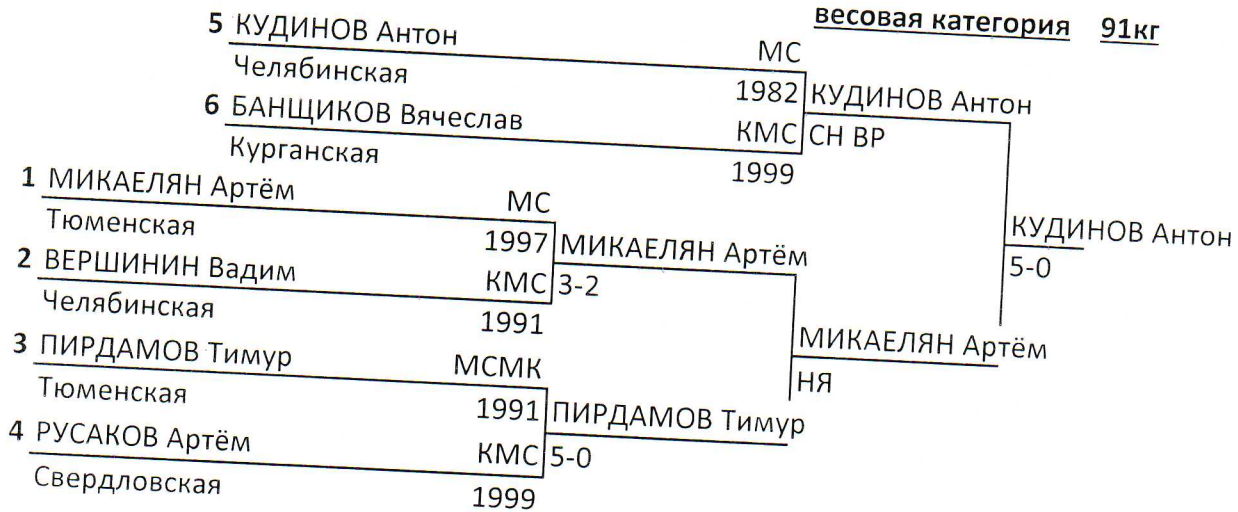 весовая категория 91кг
5 КУДИНОВ Антон МС
Челябинская 1982 КУДИНОВ Антон
6 БАНЩИКОВ Вячеслав КМС СН ВР
Курганская 1999
1 МИКАЕЛЯН Артём МС
Тюменская 1997 МИКАЕЛЯН Артём
КУДИНОВ Антон
2 ВЕРШИНИН Вадим КМС 3-2
5-0
Челябинская 1991
МИКАЕЛЯН Артём
3 ПИРДАМОВ Тимур МСМК
НЯ
Тюменская 1991 ПИРДАМОВ Тимур
4 РУСАКОВ Артём КМС 5-0
Свердловская 1999